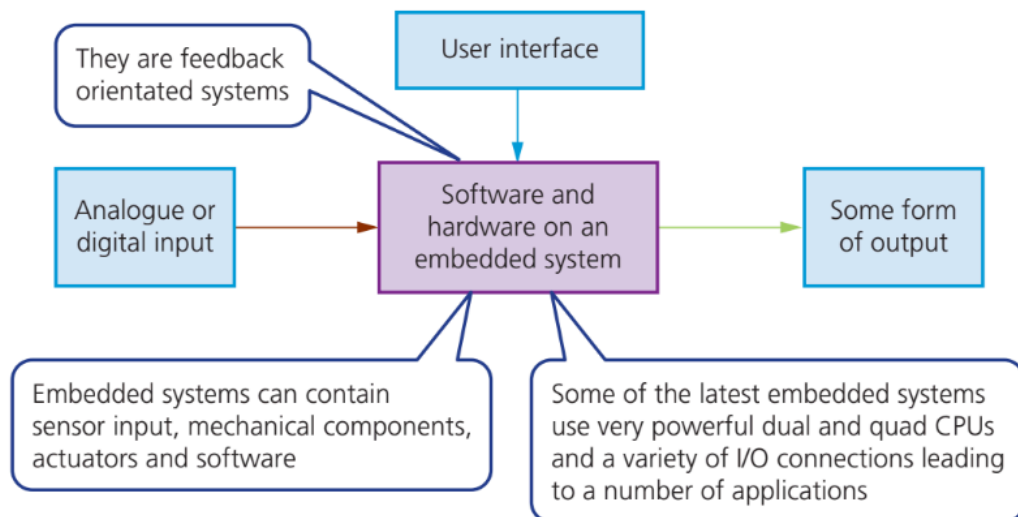 They are feedback
orientated systems
User interface
Analogue or
digital input
Software and
hardware on an
embedded system
Some form
of output
Embedded systems can contain
sensor input, mechanical components,
actuators and software
Some of the latest embedded systems
use very powerful dual and quad CPUs
and a variety of I/O connections leading
to a number of applications